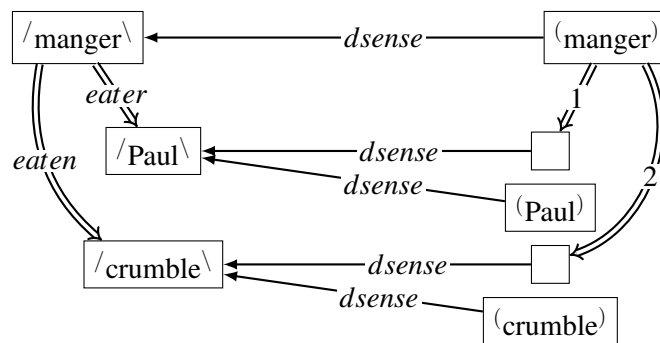 /manger\ dsense (manger)
eater 1
/Paul\ dsense
eaten dsense 2
(Paul)
/crumble\ dsense
dsense
(crumble)